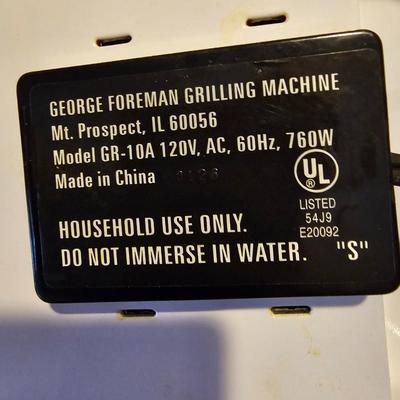 GEORGE FOREMAN GRILLING MACHINE
Mt. Prospect, IL 60056
Model GR-10A 120V, AC, 60Hz, 760W
Made in China
UL
®
LISTED
54J9
E20092
HOUSEHOLD USE ONLY.
DO NOT IMMERSE IN WATER. "S"